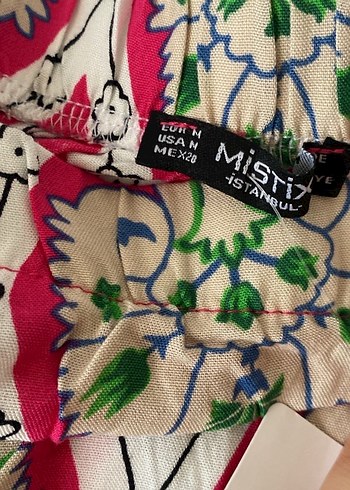 EUR M
USA M
MEX 28
MiSTiX
-iSTANBUL-